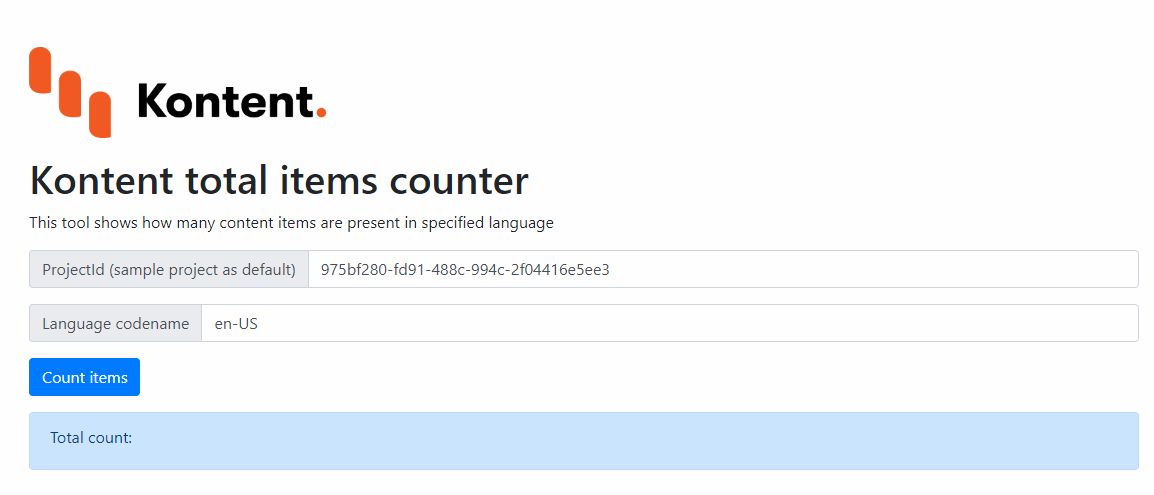 Kontent.
Kontent total items counter
This tool shows how many content items are present in specified language
ProjectId (sample project as default) 975bf280-fd91-488c-994c-2f04416e5ee3
Language codename en-US
Count items
Total count: